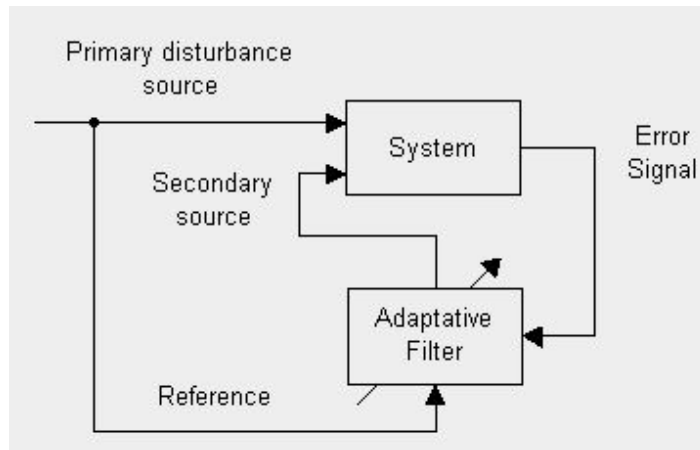 Primary disturbance
source
System
Error
Signal
Secondary
source
Adaptative
Filter
Reference